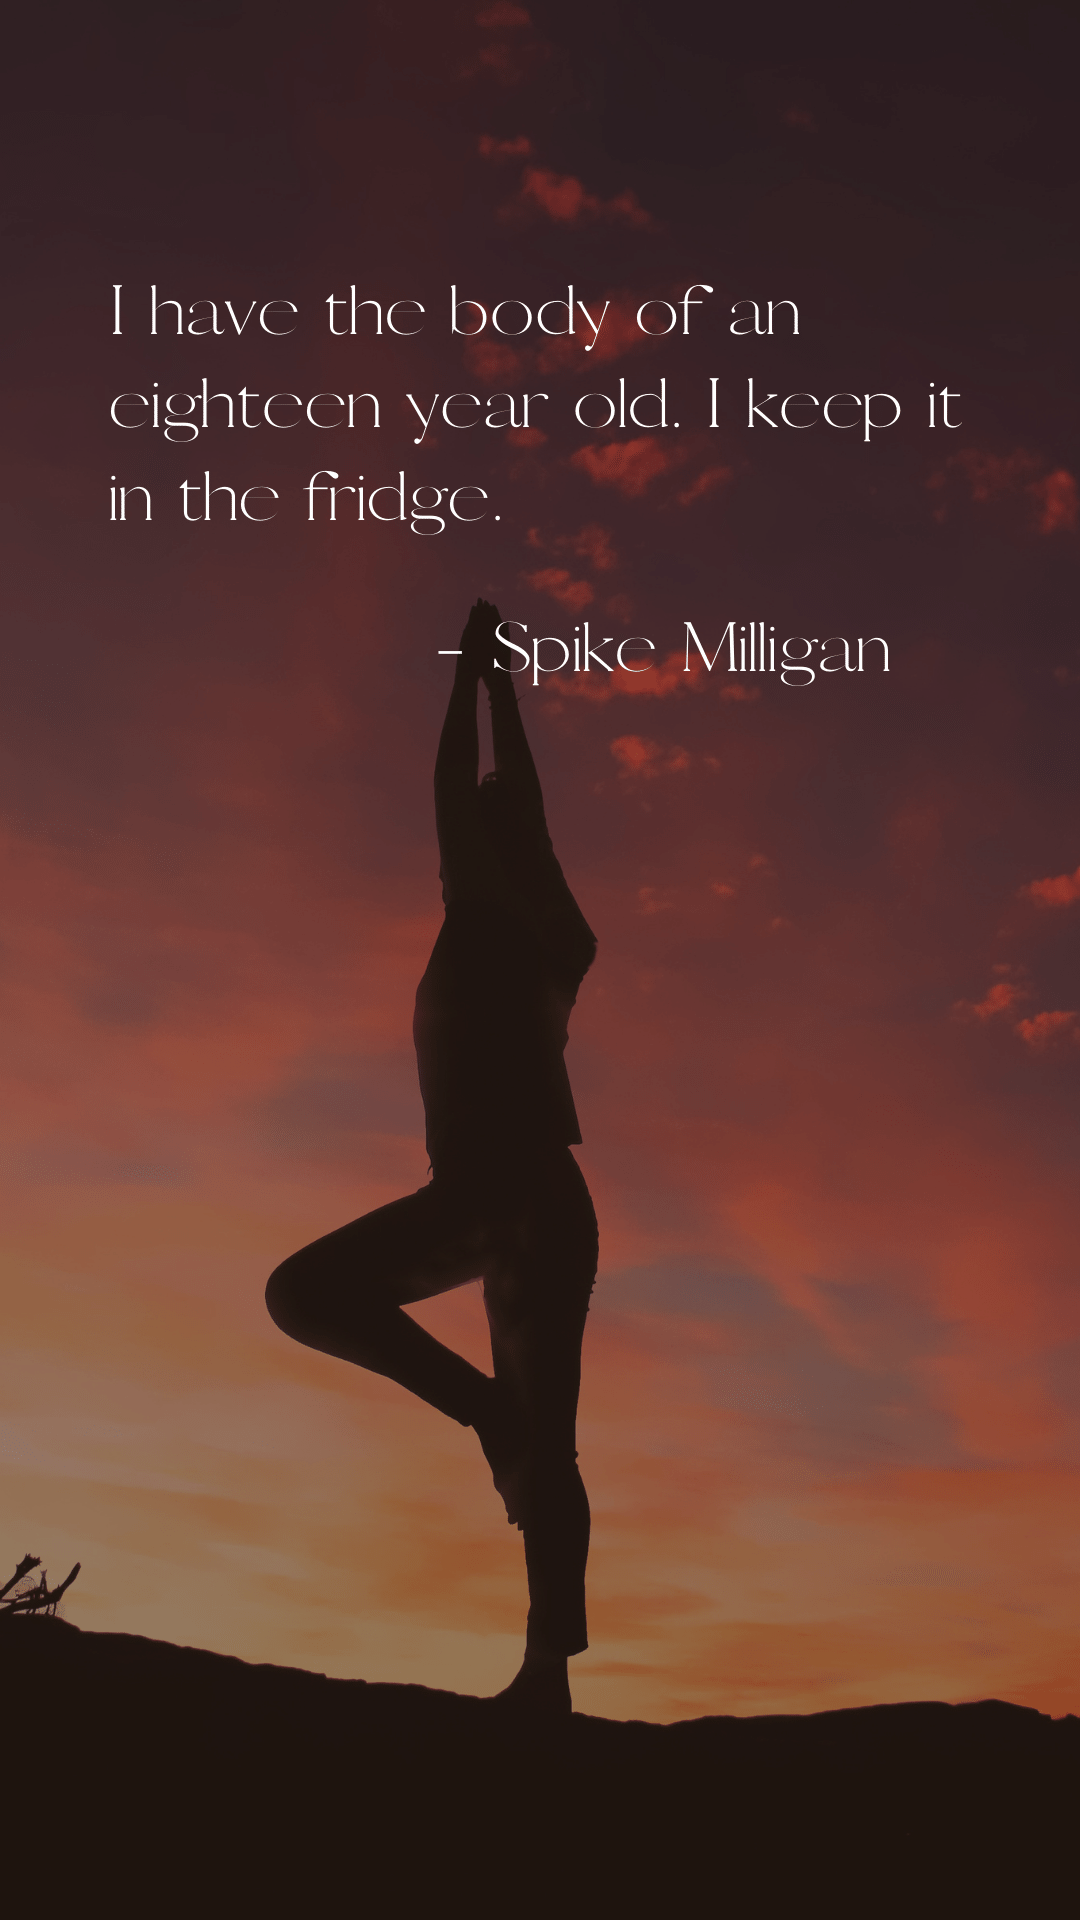 I have the body of an
eighteen year old. I keep it
in the fridge.
- Spike Milligan